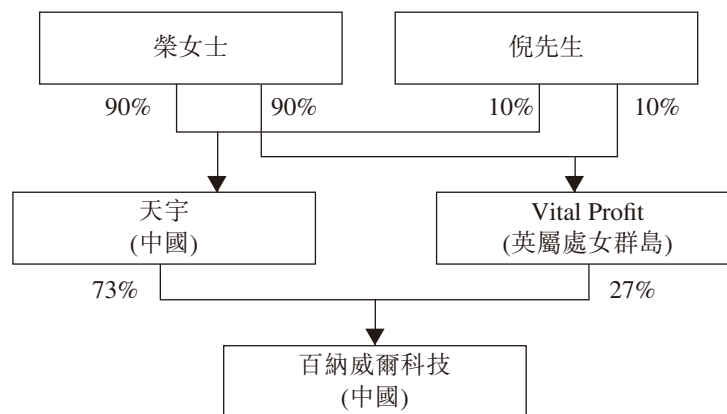 榮女士
倪先生
90%
90%
10%
10%
天宇
(中國)
Vital Profit
(英屬處女群島)
73%
27%
百納威爾科技
(中國)